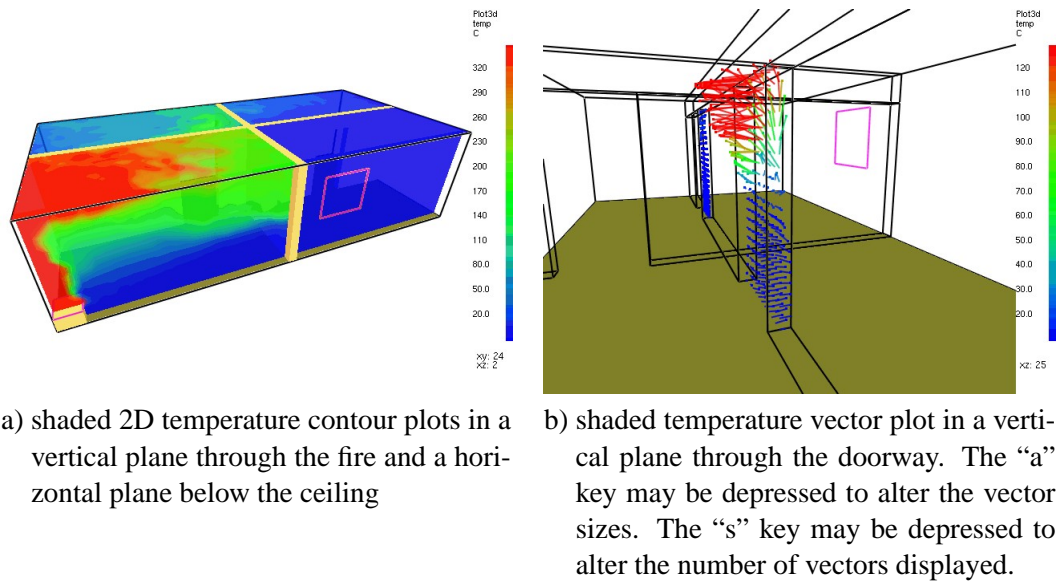 Plot3d
temp
C
320
290
260
230
200
170
140
110
80.0
50.0
20.0
xy: 24
xz: 2
Plot3d
temp
C
120
110
100
90.0
80.0
70.0
60.0
50.0
40.0
30.0
20.0
xz: 25
a) shaded 2D temperature contour plots in a
vertical plane through the fire and a hori-
zontal plane below the ceiling
b) shaded temperature vector plot in a verti-
cal plane through the doorway. The “a”
key may be depressed to alter the vector
sizes. The “s” key may be depressed to
alter the number of vectors displayed.